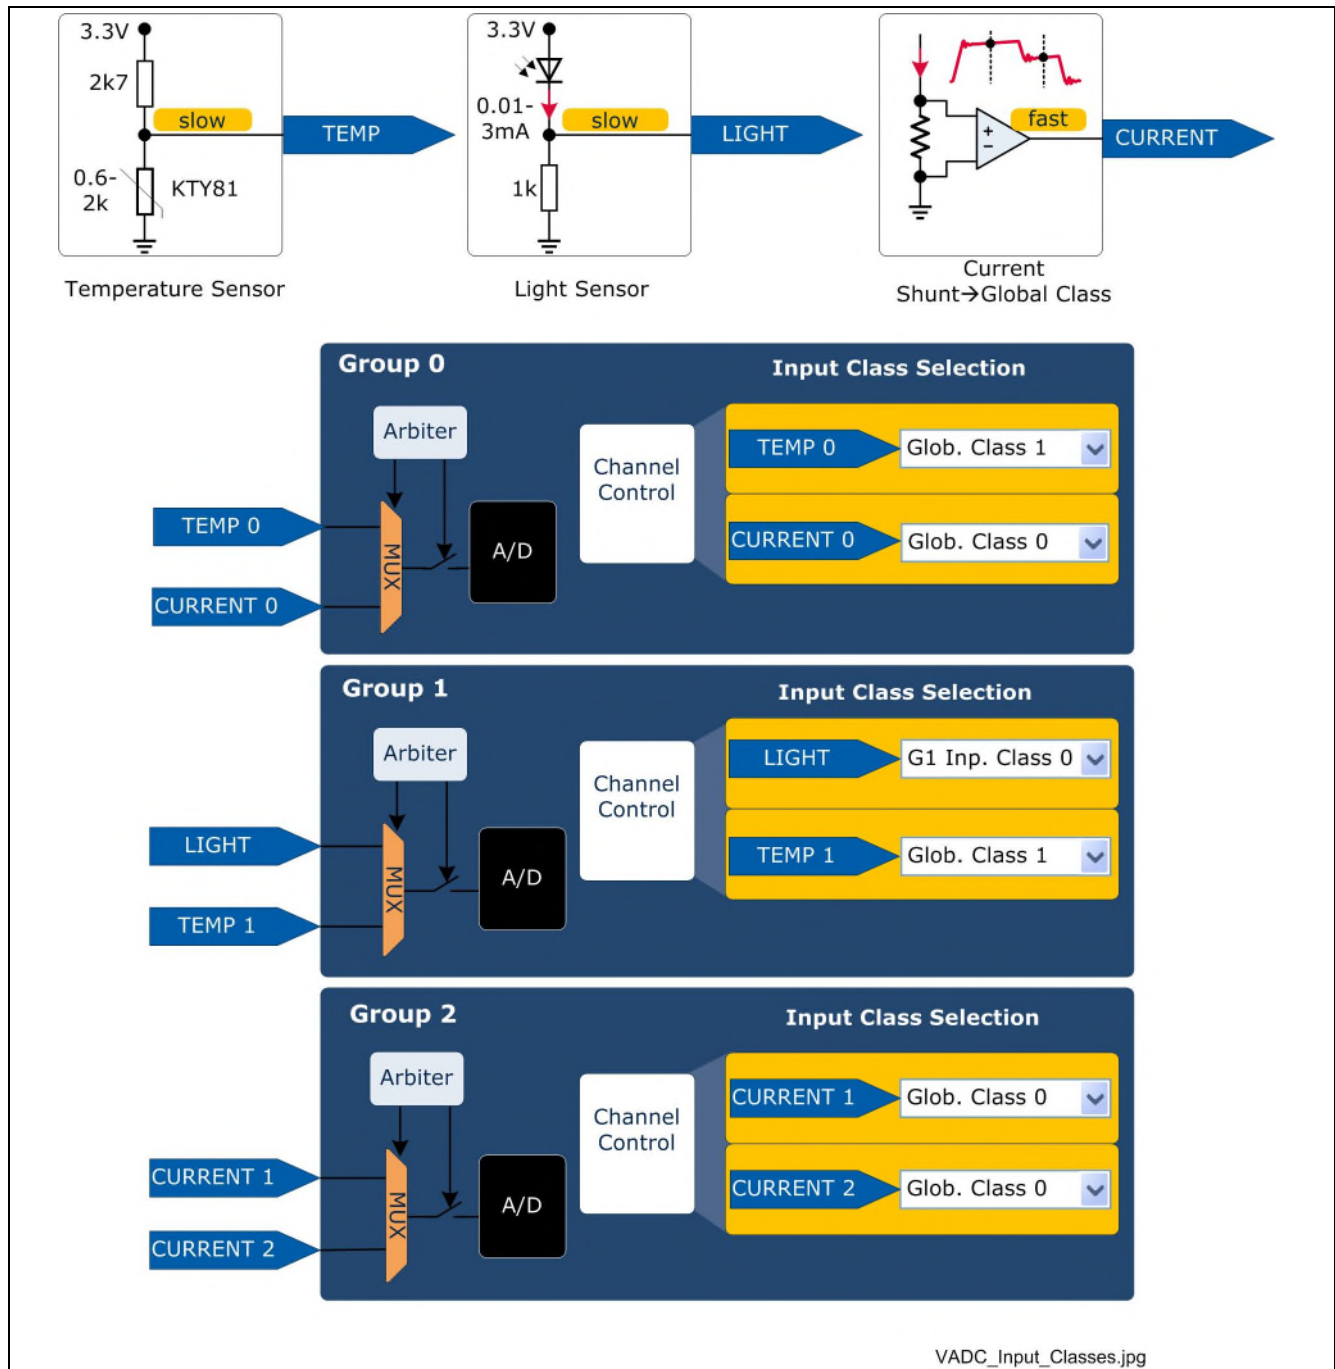 3.3V
2k7
slow
TEMP
0.6-
2k
KTY81
Temperature Sensor
3.3V
0.01-
3mA
slow
LIGHT
1k
Light Sensor
+
−
fast
CURRENT
Current
Shunt→Global Class
Group 0
Input Class Selection
Arbiter
TEMP 0
CURRENT 0
MUX
A/D
Channel
Control
TEMP 0
Glob. Class 1
CURRENT 0
Glob. Class 0
Group 1
Input Class Selection
Arbiter
LIGHT
TEMP 1
MUX
A/D
Channel
Control
LIGHT
G1 Inp. Class 0
TEMP 1
Glob. Class 1
Group 2
Input Class Selection
Arbiter
CURRENT 1
CURRENT 2
MUX
A/D
Channel
Control
CURRENT 1
Glob. Class 0
CURRENT 2
Glob. Class 0
VADC_Input_Classes.jpg